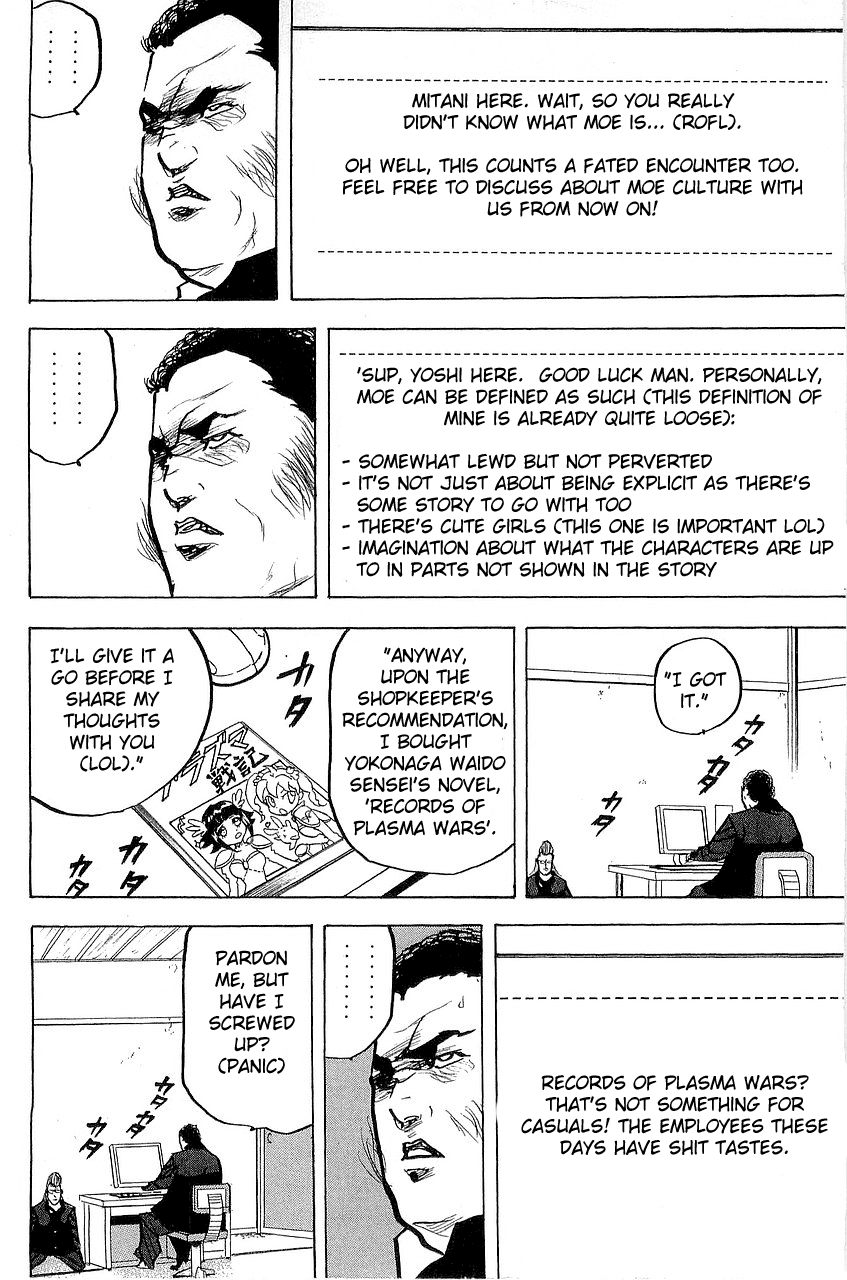 MITANI HERE. WAIT, SO YOU REALLY
DIDN'T KNOW WHAT MOE IS... (ROFL).
OH WELL, THIS COUNTS A FATED ENCOUNTER TOO.
FEEL FREE TO DISCUSS ABOUT MOE CULTURE WITH
US FROM NOW ON!
'SUP, YOSHI HERE. GOOD LUCK MAN. PERSONALLY,
MOE CAN BE DEFINED AS SUCH (THIS DEFINITION OF
MINE IS ALREADY QUITE LOOSE):
- SOMEWHAT LEWD BUT NOT PERVERTED
- IT'S NOT JUST ABOUT BEING EXPLICIT AS THERE'S
SOME STORY TO GO WITH TOO
- THERE'S CUTE GIRLS (THIS ONE IS IMPORTANT LOL)
- IMAGINATION ABOUT WHAT THE CHARACTERS ARE UP
TO IN PARTS NOT SHOWN IN THE STORY
"I GOT
IT."
カタ
カタ
カタ
"ANYWAY,
UPON THE
SHOPKEEPER'S
RECOMMENDATION,
I BOUGHT
YOKONAGA WAIDO
SENSEI'S NOVEL,
'RECORDS OF
PLASMA WARS'.
カタ
戦記
カタ
カタ
I'LL GIVE IT A
GO BEFORE I
SHARE MY
THOUGHTS
WITH YOU
(LOL)."
RECORDS OF PLASMA WARS?
THAT'S NOT SOMETHING FOR
CASUALS! THE EMPLOYEES THESE
DAYS HAVE SHIT TASTES.
PARDON
ME, BUT
HAVE I
SCREWED
UP?
(PANIC)
カタ
カタ
カタ